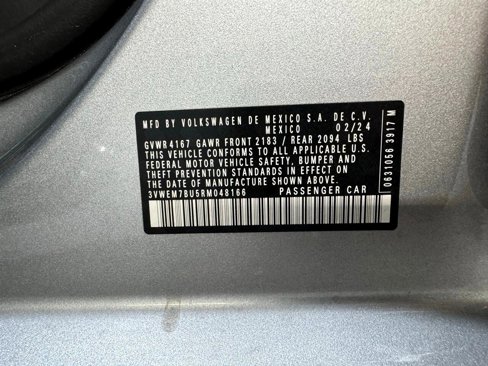 MFD BY VOLKSWAGEN DE MEXICO S.A. DE C.V.
MEXICO 02/24
GVWR 4167 GAWR FRONT 2183 / REAR 2094 LBS
THIS VEHICLE CONFORMS TO ALL APPLICABLE U.S.
FEDERAL MOTOR VEHICLE SAFETY, BUMPER AND
THEFT PREVENTION STANDARDS IN EFFECT ON
THE DATE OF MANUFACTURE SHOWN ABOVE
3VWEM7BU5RM048166 PASSENGER CAR
0631056 3917 M